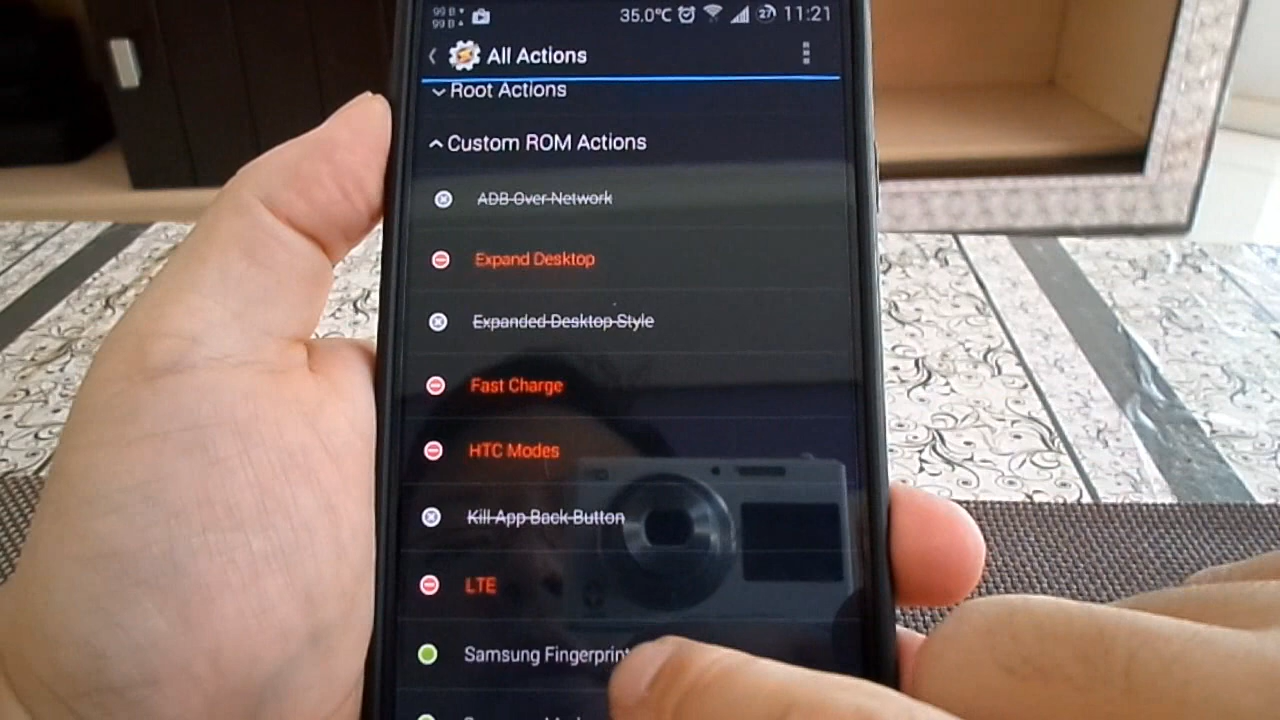 99 B
99 B
35.0°C 27 11:21
All Actions
Root Actions
Custom ROM Actions
ADB Over Network
Expand Desktop
Expanded Desktop Style
Fast Charge
HTC Modes
Kill App Back Button
LTE
Samsung Fingerprint